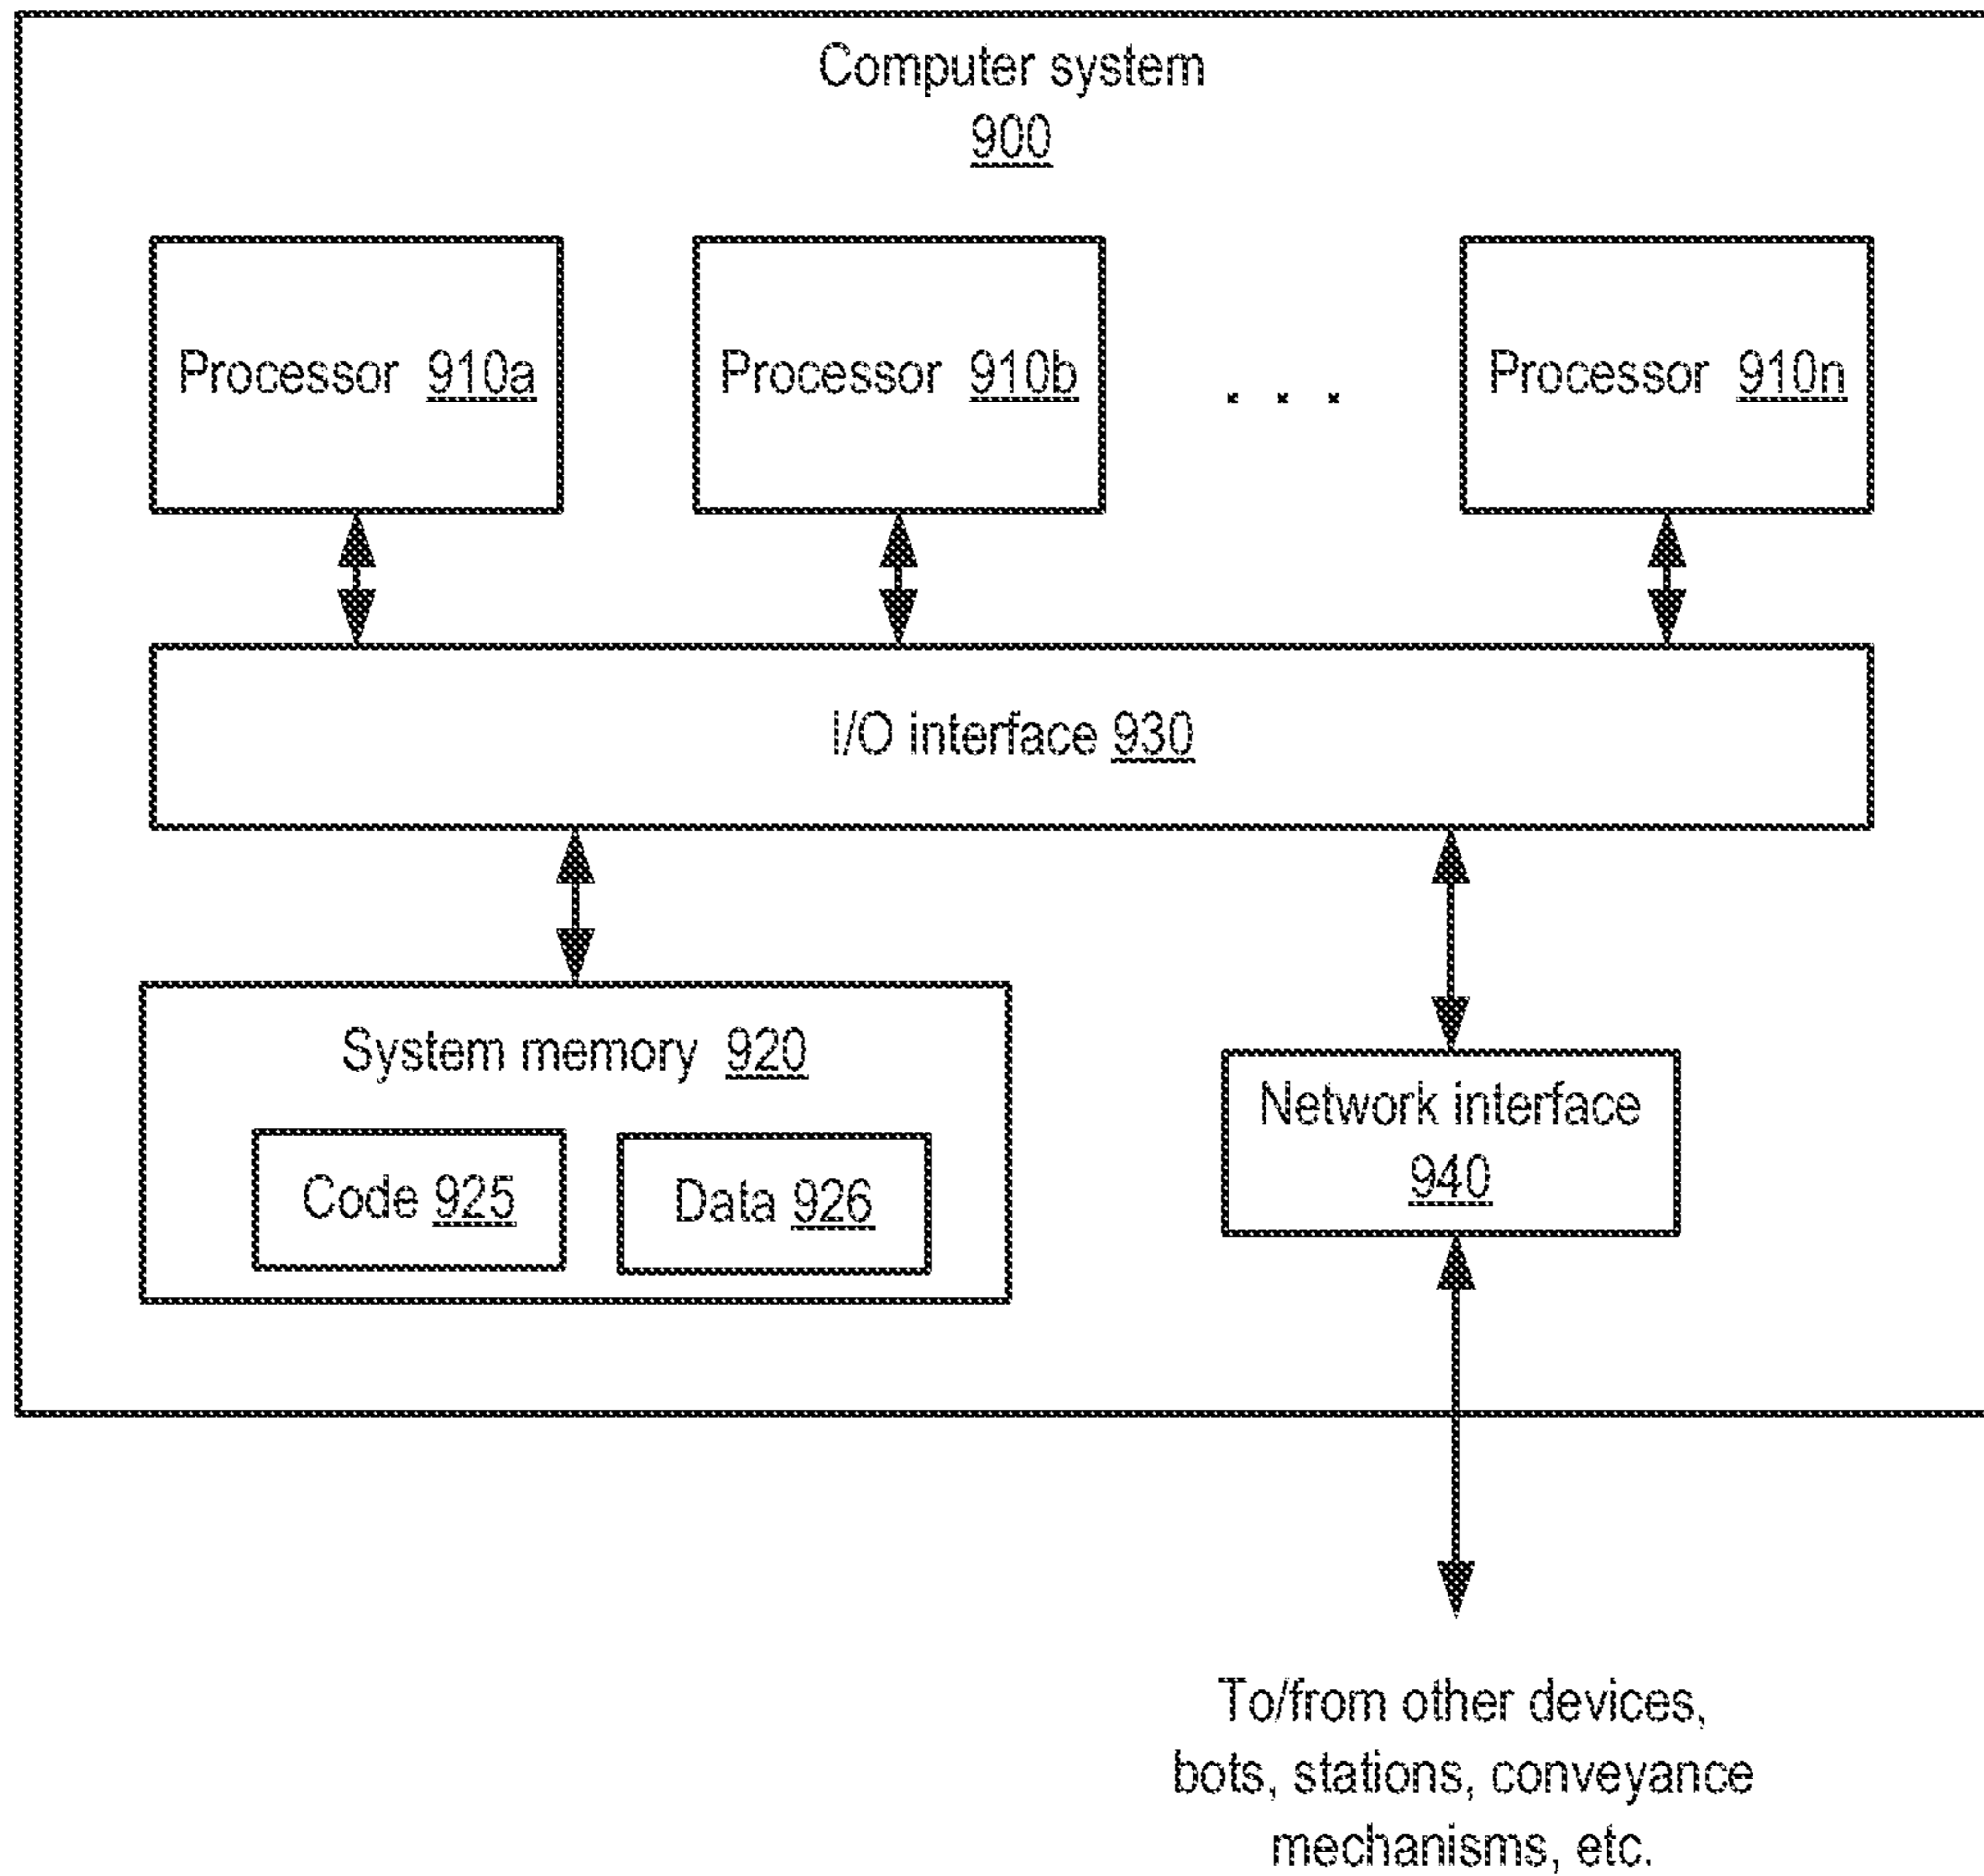 Computer system
900
Processor 910a
Processor 910b
. . .
Processor 910n
I/O interface 930
System memory 920
Code 925
Data 926
Network interface
940
To/from other devices,
bots, stations, conveyance
mechanisms, etc.